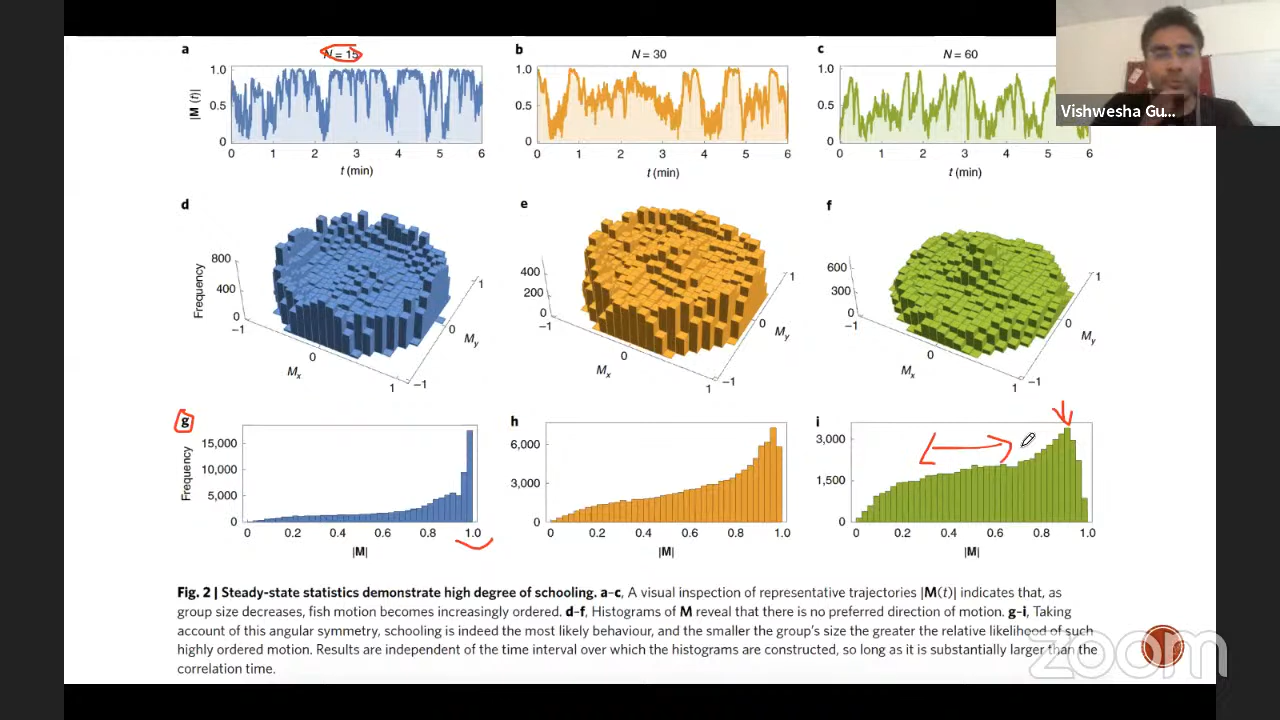 a
N = 15
b
N = 30
c
N = 60
Vishwesha Gu...
|M(t)|
1.0
0.5
0
0 1 2 3 4 5 6
t (min)
1.0
0.5
0
0 1 2 3 4 5 6
t (min)
1.0
0.5
0
0 1 2 3 4 5 6
t (min)
d
Frequency
800
400
0
−1
0
1
Mx
1
0
−1
My
e
400
200
0
−1
0
1
Mx
1
0
−1
My
f
600
300
0
−1
0
1
Mx
1
0
−1
My
g
Frequency
15,000
10,000
5,000
0
0 0.2 0.4 0.6 0.8 1.0
|M|
h
6,000
3,000
0
0 0.2 0.4 0.6 0.8 1.0
|M|
i
3,000
1,500
0
0 0.2 0.4 0.6 0.8 1.0
|M|
Fig. 2 | Steady-state statistics demonstrate high degree of schooling. a–c, A visual inspection of representative trajectories |M(t)| indicates that, as
group size decreases, fish motion becomes increasingly ordered. d–f, Histograms of M reveal that there is no preferred direction of motion. g–i, Taking
account of this angular symmetry, schooling is indeed the most likely behaviour, and the smaller the group's size the greater the relative likelihood of such
highly ordered motion. Results are independent of the time interval over which the histograms are constructed, so long as it is substantially larger than the
correlation time.
zoom